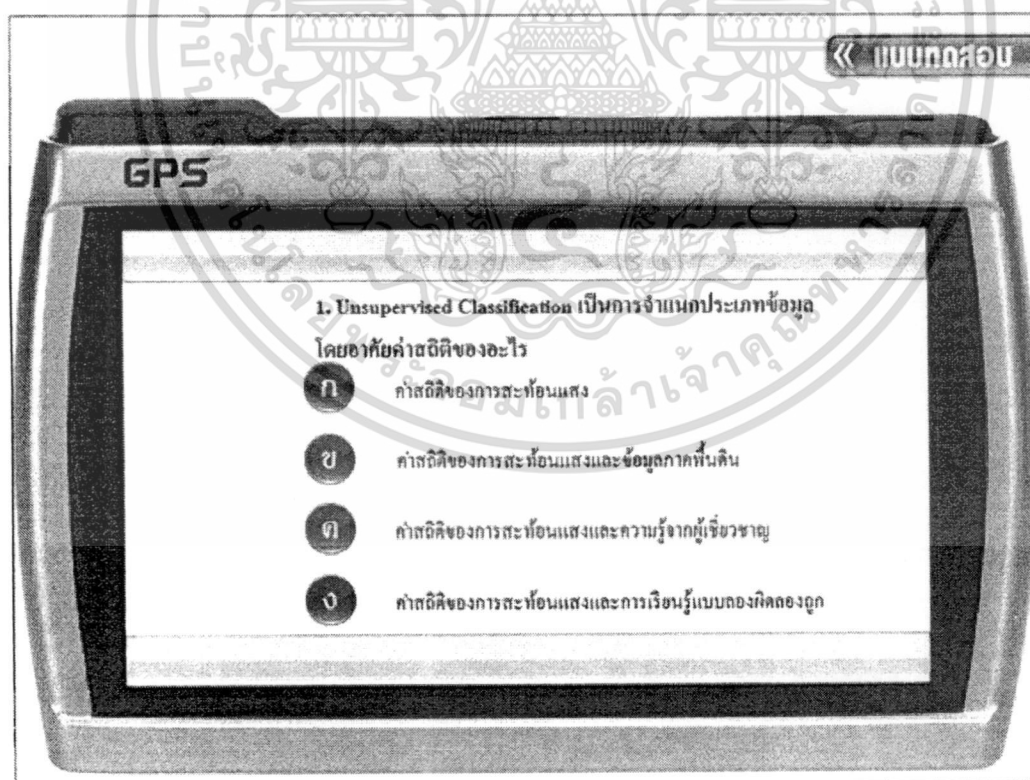 « แบบทดสอบ
GPS
1. Unsupervised Classification เป็นการจำแนกประเภทข้อมูล
โดยอาศัยค่าสถิติของอะไร
ก ค่าสถิติของการสะท้อนแสง
ข ค่าสถิติของการสะท้อนแสงและข้อมูลภาคพื้นดิน
ค ค่าสถิติของการสะท้อนแสงและความรู้จากผู้เชี่ยวชาญ
ง ค่าสถิติของการสะท้อนแสงและการเรียนรู้แบบลองผิดลองถูก